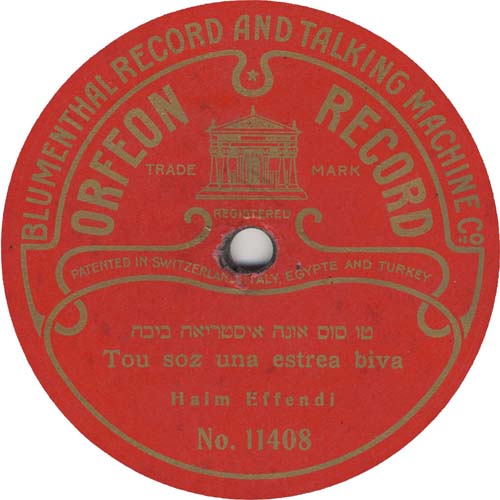 BLUMENTHAL RECORD AND TALKING MACHINE Co.
ORFEON RECORD
TRADE MARK
REGISTERED
PATENTED IN SWITZERLAND, ITALY, EGYPTE AND TURKEY
טו סוס אונה איסטריאה ביבה
Tou soz una estrea biva
Haim Effendi
No. 11408